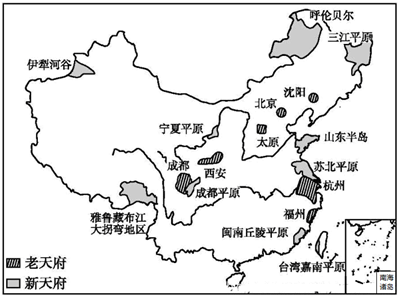 呼伦贝尔
三江平原
伊犁河谷
沈阳
北京
宁夏平原
太原
山东半岛
成都
西安
苏北平原
成都平原
杭州
雅鲁藏布江
大拐弯地区
福州
闽南丘陵平原
台湾嘉南平原
老天府
新天府
南海
诸岛